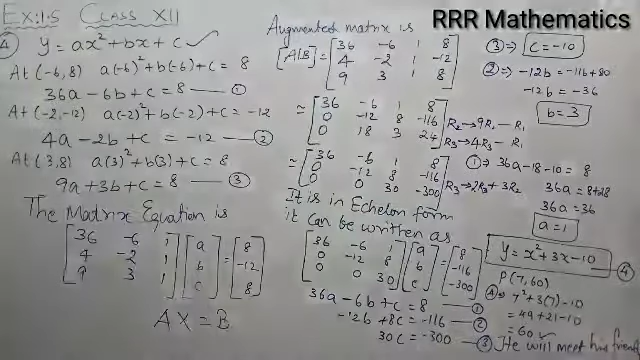 EX:1.5 CLASS XII
④ y = ax² + bx + c ✓
At (-6, 8) a(-6)² + b(-6) + c = 8
36a - 6b + c = 8 —— ①
At (-2, -12) a(-2)² + b(-2) + c = -12
4a - 2b + c = -12 —— ②
At (3, 8) a(3)² + b(3) + c = 8
9a + 3b + c = 8 —— ③
The Matrix Equation is
[36 -6 1] [a] = [8]
[4 -2 1] [b] = [-12]
[9 3 1] [c] = [8]
AX = B
Augmented matrix is
[A|B] = [36 -6 1 8]
[4 -2 1 -12]
[9 3 1 8]
≃ [36 -6 1 8]
[0 -12 8 -116] R₂→9R₂ - R₁
[0 18 3 24] R₃→4R₃ - R₁
≃ [36 -6 1 8]
[0 -12 8 -116]
[0 0 30 -300] R₃→2R₃ + 3R₂
It is in Echelon form
it can be written as
[36 -6 1] [a] = [8]
[0 -12 8] [b] = [-116]
[0 0 30] [c] = [-300]
36a - 6b + c = 8 —— ①
-12b + 8c = -116 —— ②
30c = -300 —— ③
RRR Mathematics
③ ⇒ c = -10
② ⇒ -12b = -116 + 80
-12b = -36
b = 3
① ⇒ 36a - 18 - 10 = 8
36a = 8 + 28
36a = 36
a = 1
y = x² + 3x - 10 —— ④
P(7, 60)
④ ⇒ 7² + 3(7) - 10
= 49 + 21 - 10
= 60 ✓
He will meet his friend